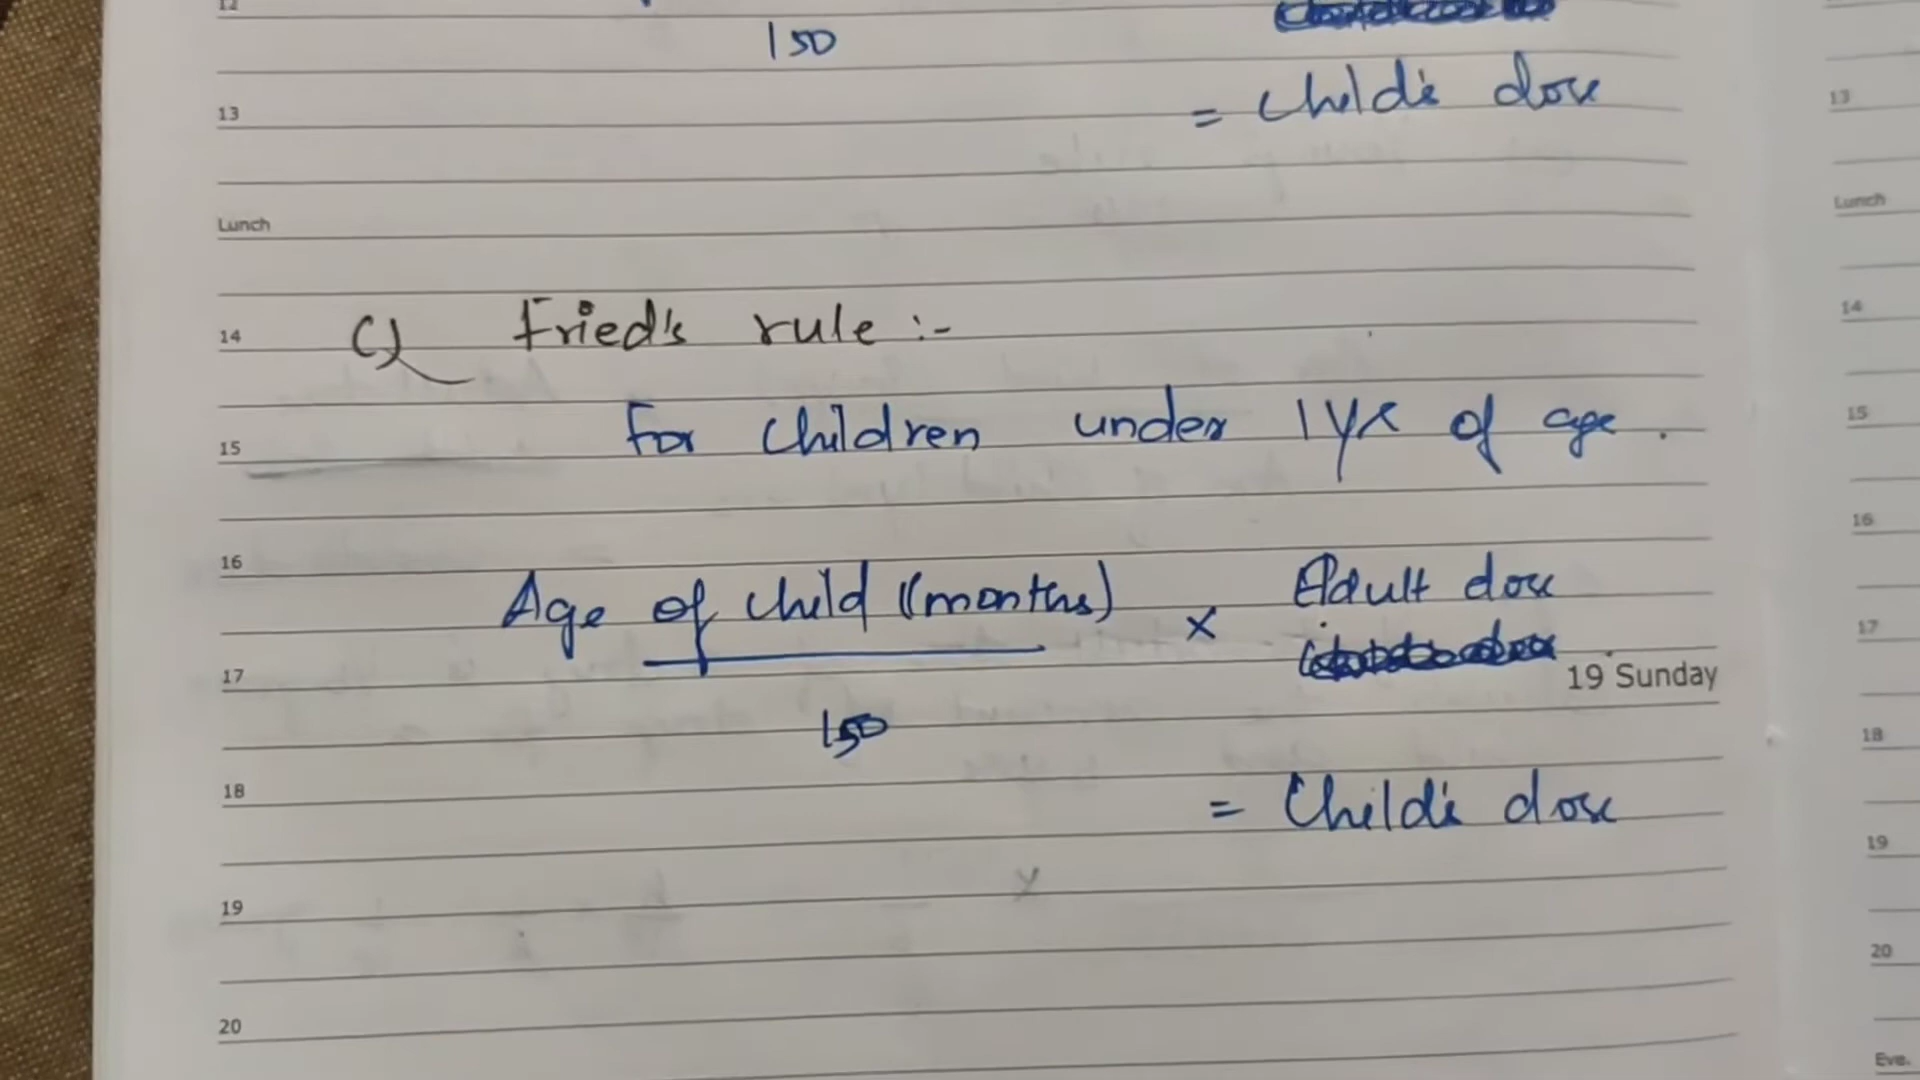 12
150
13
= Child's dose
13
Lunch
Lunch
14
C) Fried's rule :-
14
For children under 1 yr of age .
15
15
16
16
Age of child (months) × Adult dose
17
17
19 Sunday
150
18
18
= Child's dose
19
19
20
20
Eve.